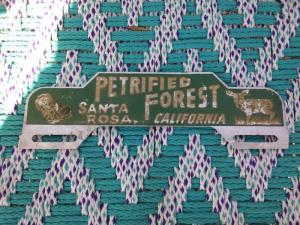 PETRIFIED
SANTA FOREST
ROSA, CALIFORNIA